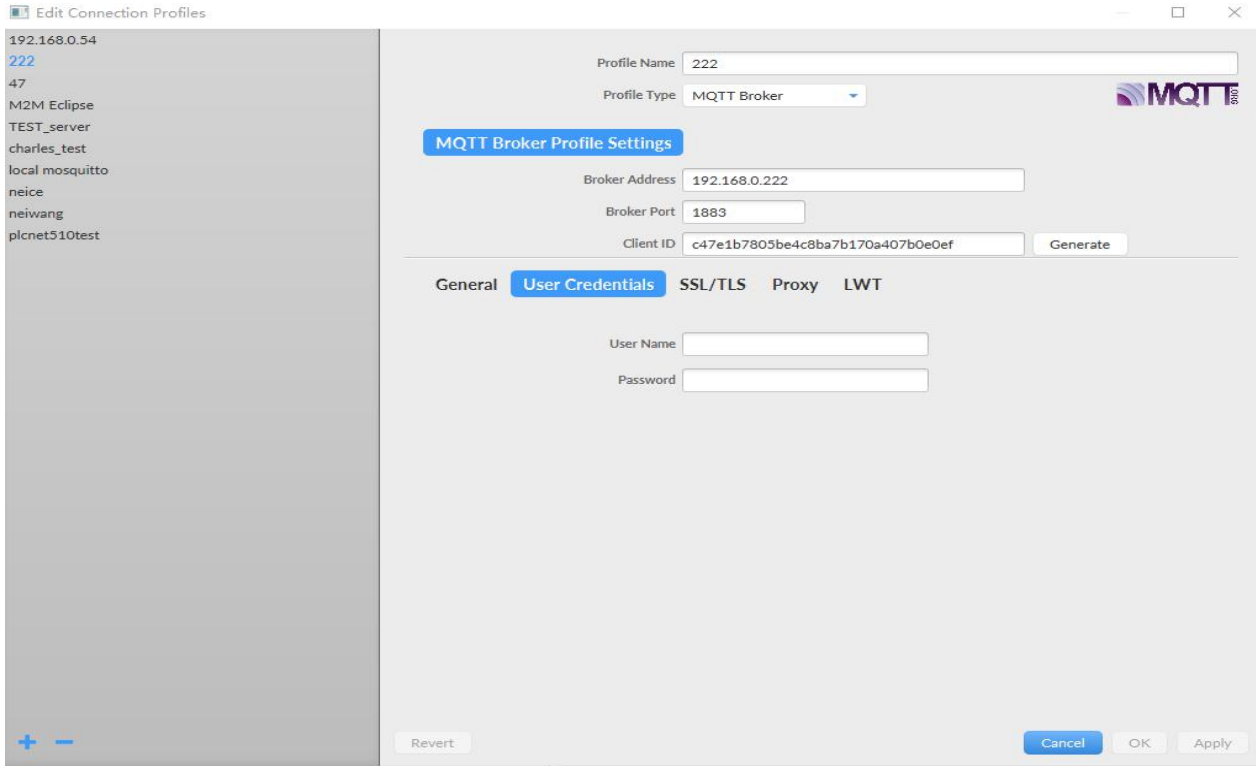 Edit Connection Profiles
192.168.0.54
222
47
M2M Eclipse
TEST_server
charles_test
local mosquitto
neice
neiwang
plcnet510test
Profile Name 222
Profile Type MQTT Broker
MQTT
MQTT Broker Profile Settings
Broker Address 192.168.0.222
Broker Port 1883
Client ID c47e1b7805be4c8ba7b170a407b0e0ef Generate
General User Credentials SSL/TLS Proxy LWT
User Name
Password
Revert Cancel OK Apply